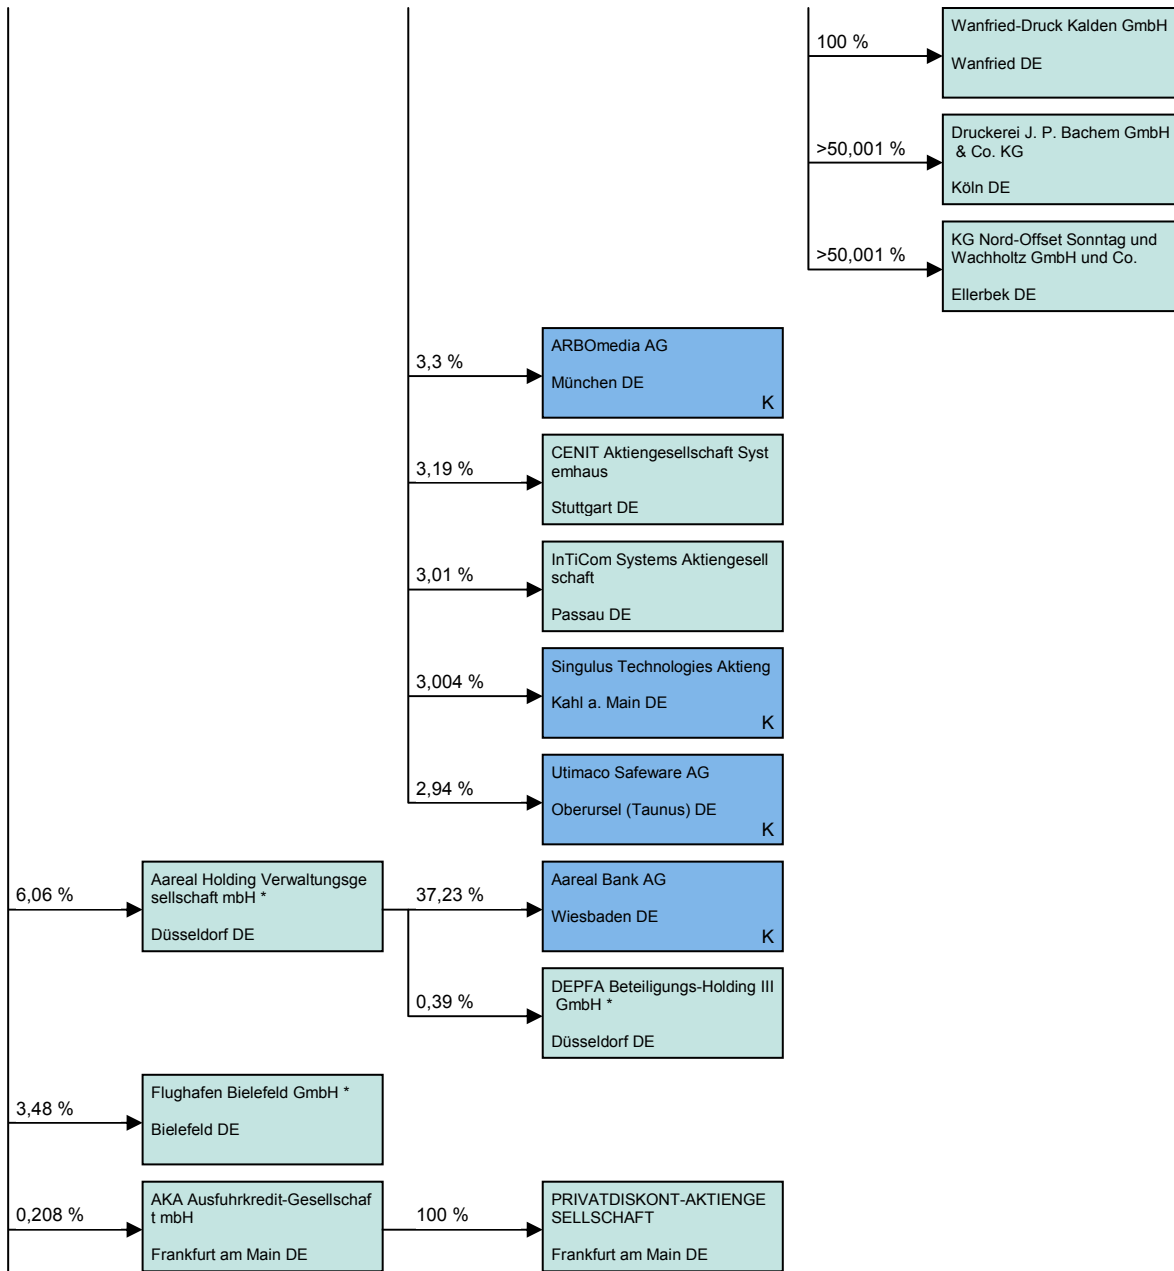 100 %
Wanfried-Druck Kalden GmbH
Wanfried DE
>50,001 %
Druckerei J. P. Bachem GmbH
& Co. KG
Köln DE
>50,001 %
KG Nord-Offset Sonntag und
Wachholtz GmbH und Co.
Ellerbek DE
3,3 %
ARBOmedia AG
München DE
K
3,19 %
CENIT Aktiengesellschaft Syst
emhaus
Stuttgart DE
3,01 %
InTiCom Systems Aktiengesell
schaft
Passau DE
3,004 %
Singulus Technologies Aktieng
Kahl a. Main DE
K
2,94 %
Utimaco Safeware AG
Oberursel (Taunus) DE
K
6,06 %
Aareal Holding Verwaltungsge
sellschaft mbH *
Düsseldorf DE
37,23 %
Aareal Bank AG
Wiesbaden DE
K
0,39 %
DEPFA Beteiligungs-Holding III
GmbH *
Düsseldorf DE
3,48 %
Flughafen Bielefeld GmbH *
Bielefeld DE
0,208 %
AKA Ausfuhrkredit-Gesellschaf
t mbH
Frankfurt am Main DE
100 %
PRIVATDISKONT-AKTIENGE
SELLSCHAFT
Frankfurt am Main DE